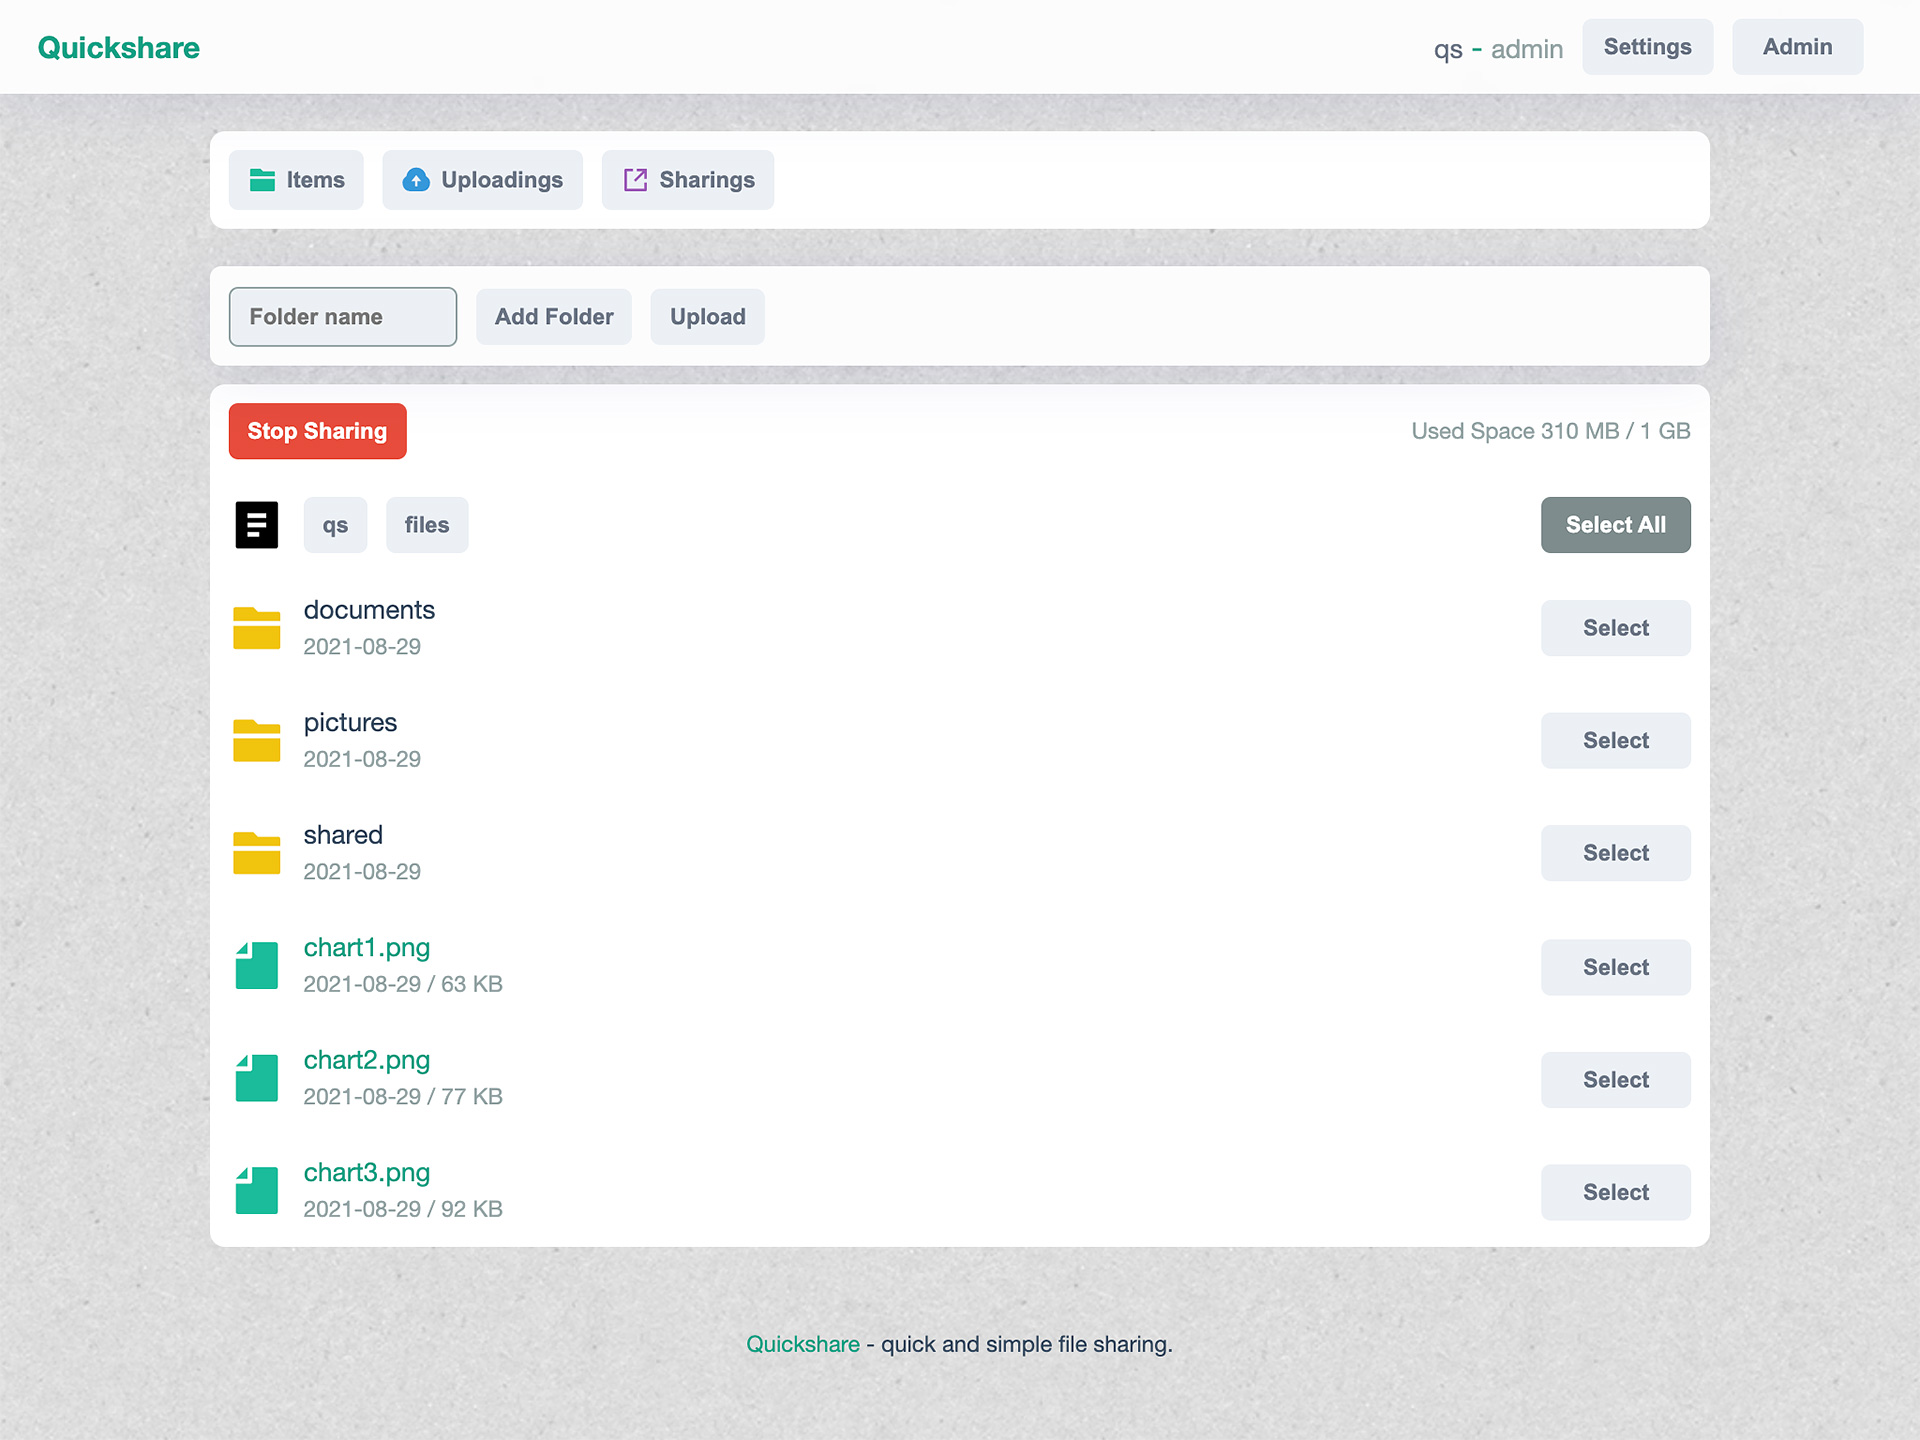 Quickshare
qs - admin
Settings
Admin
Items
Uploadings
Sharings
Folder name
Add Folder
Upload
Stop Sharing
Used Space 310 MB / 1 GB
qs
files
Select All
documents
2021-08-29
Select
pictures
2021-08-29
Select
shared
2021-08-29
Select
chart1.png
2021-08-29 / 63 KB
Select
chart2.png
2021-08-29 / 77 KB
Select
chart3.png
2021-08-29 / 92 KB
Select
Quickshare - quick and simple file sharing.